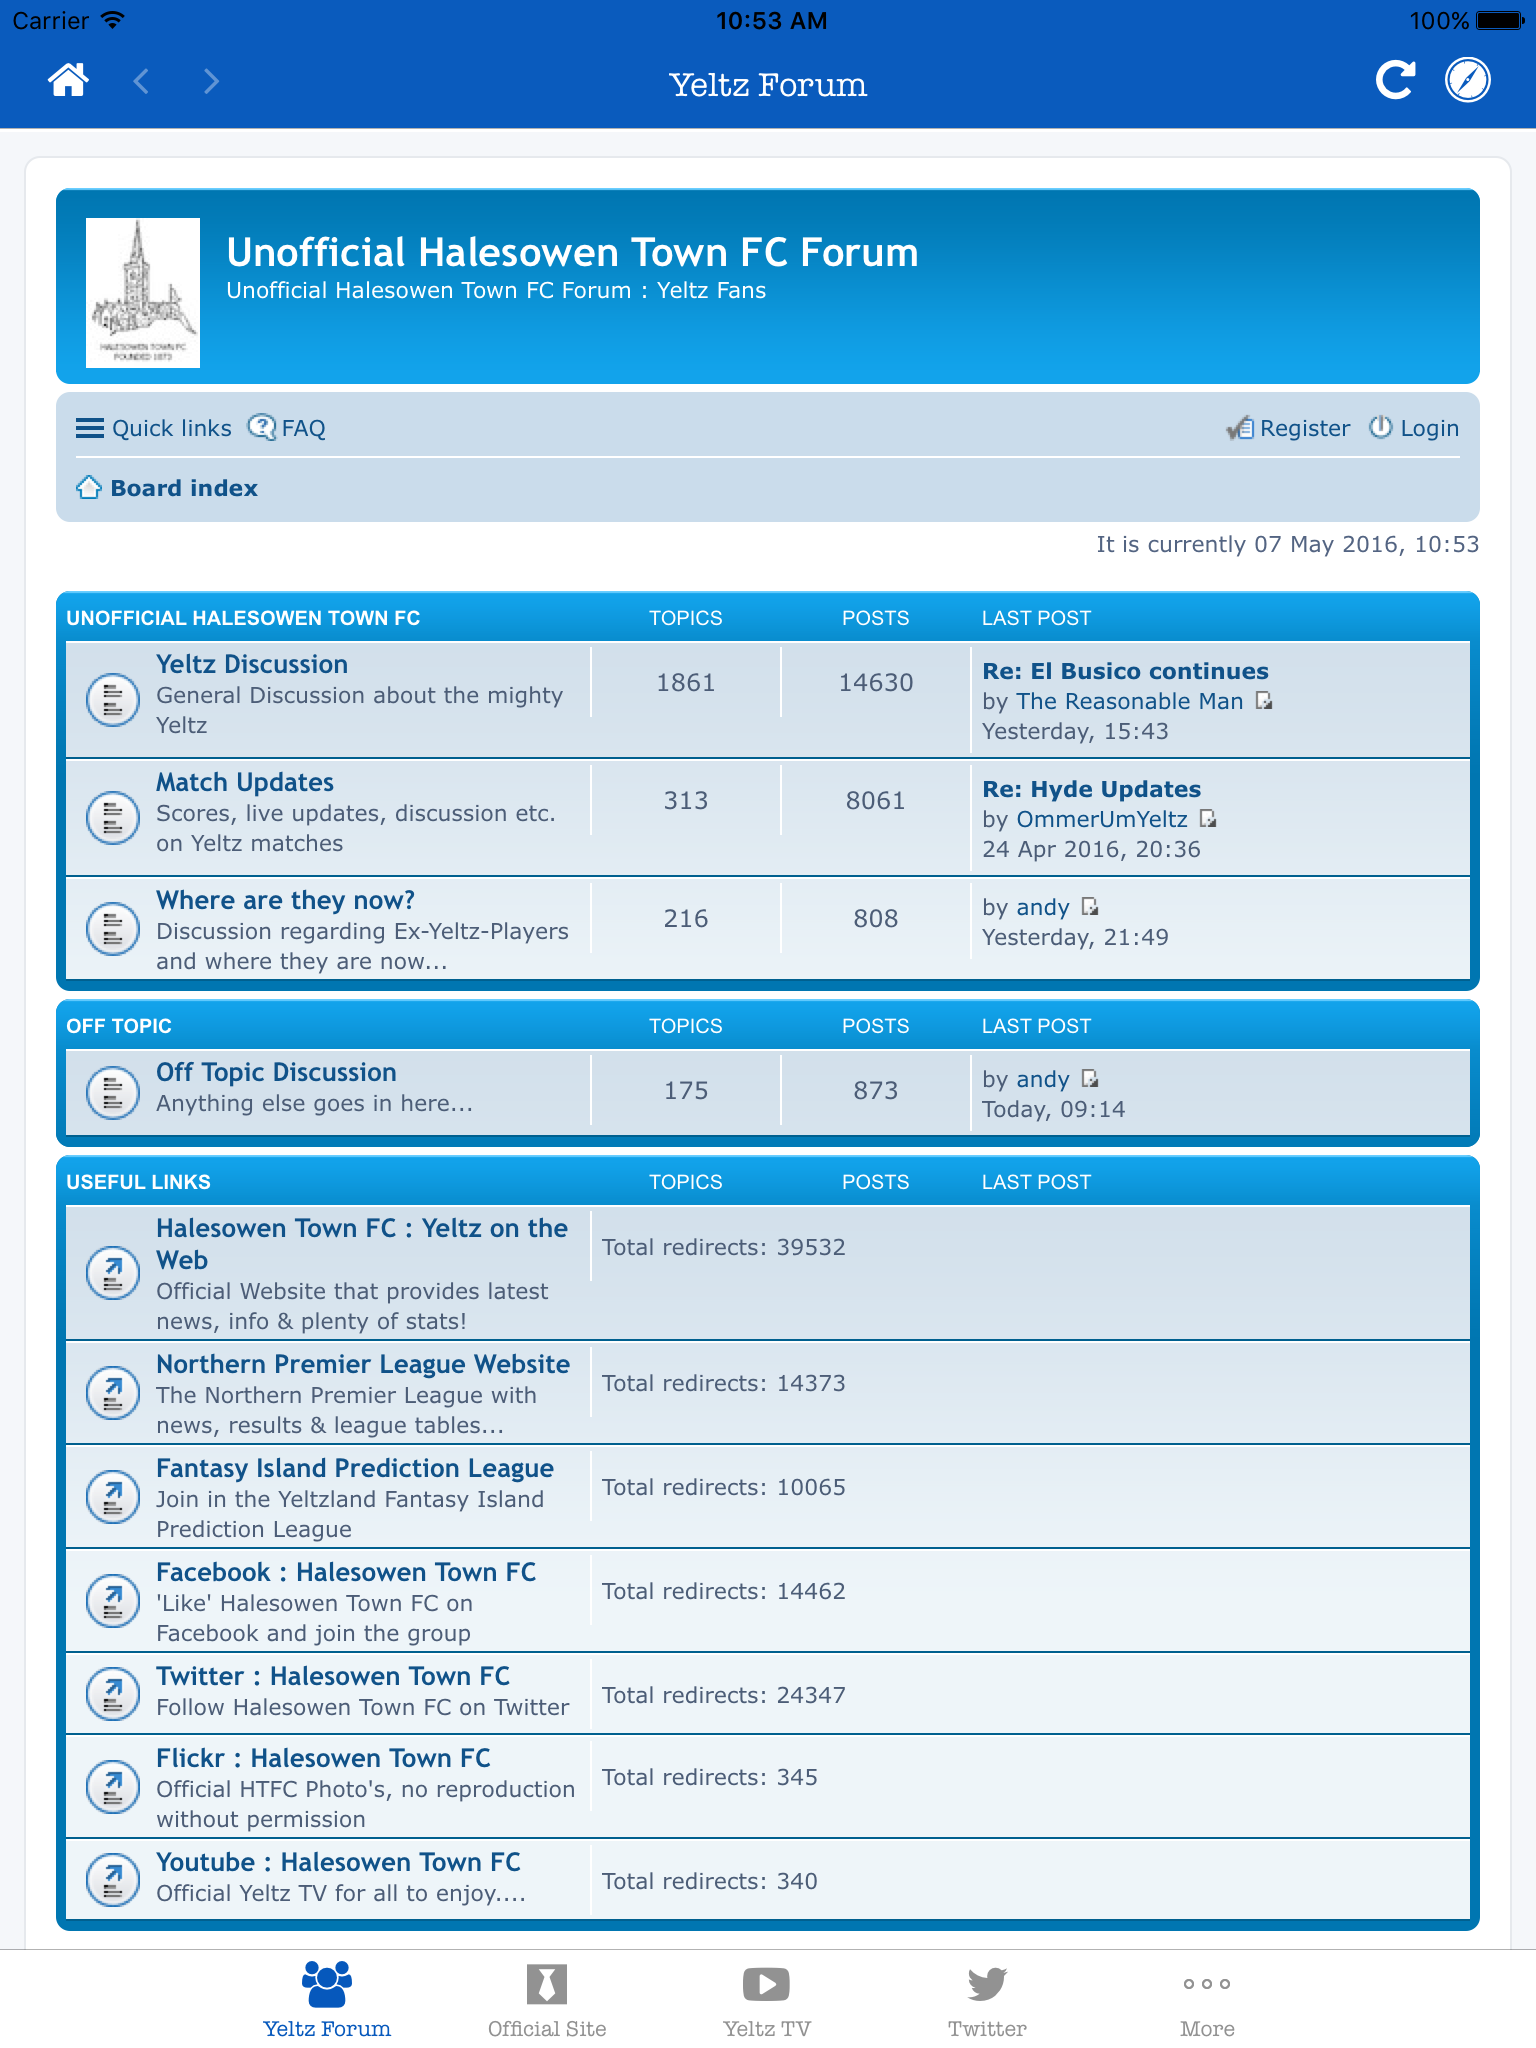 Carrier 10:53 AM 100%
Yeltz Forum
HALESOWEN TOWN FC
FOUNDED 1873
Unofficial Halesowen Town FC Forum
Unofficial Halesowen Town FC Forum : Yeltz Fans
Quick links FAQ Register Login
Board index
It is currently 07 May 2016, 10:53
UNOFFICIAL HALESOWEN TOWN FC TOPICS POSTS LAST POST
Yeltz Discussion
General Discussion about the mighty
Yeltz
1861
14630
Re: El Busico continues
by The Reasonable Man
Yesterday, 15:43
Match Updates
Scores, live updates, discussion etc.
on Yeltz matches
313
8061
Re: Hyde Updates
by OmmerUmYeltz
24 Apr 2016, 20:36
Where are they now?
Discussion regarding Ex-Yeltz-Players
and where they are now...
216
808
by andy
Yesterday, 21:49
OFF TOPIC TOPICS POSTS LAST POST
Off Topic Discussion
Anything else goes in here...
175
873
by andy
Today, 09:14
USEFUL LINKS TOPICS POSTS LAST POST
Halesowen Town FC : Yeltz on the
Web
Official Website that provides latest
news, info & plenty of stats!
Total redirects: 39532
Northern Premier League Website
The Northern Premier League with
news, results & league tables...
Total redirects: 14373
Fantasy Island Prediction League
Join in the Yeltzland Fantasy Island
Prediction League
Total redirects: 10065
Facebook : Halesowen Town FC
'Like' Halesowen Town FC on
Facebook and join the group
Total redirects: 14462
Twitter : Halesowen Town FC
Follow Halesowen Town FC on Twitter
Total redirects: 24347
Flickr : Halesowen Town FC
Official HTFC Photo's, no reproduction
without permission
Total redirects: 345
Youtube : Halesowen Town FC
Official Yeltz TV for all to enjoy....
Total redirects: 340
Yeltz Forum Official Site Yeltz TV Twitter More